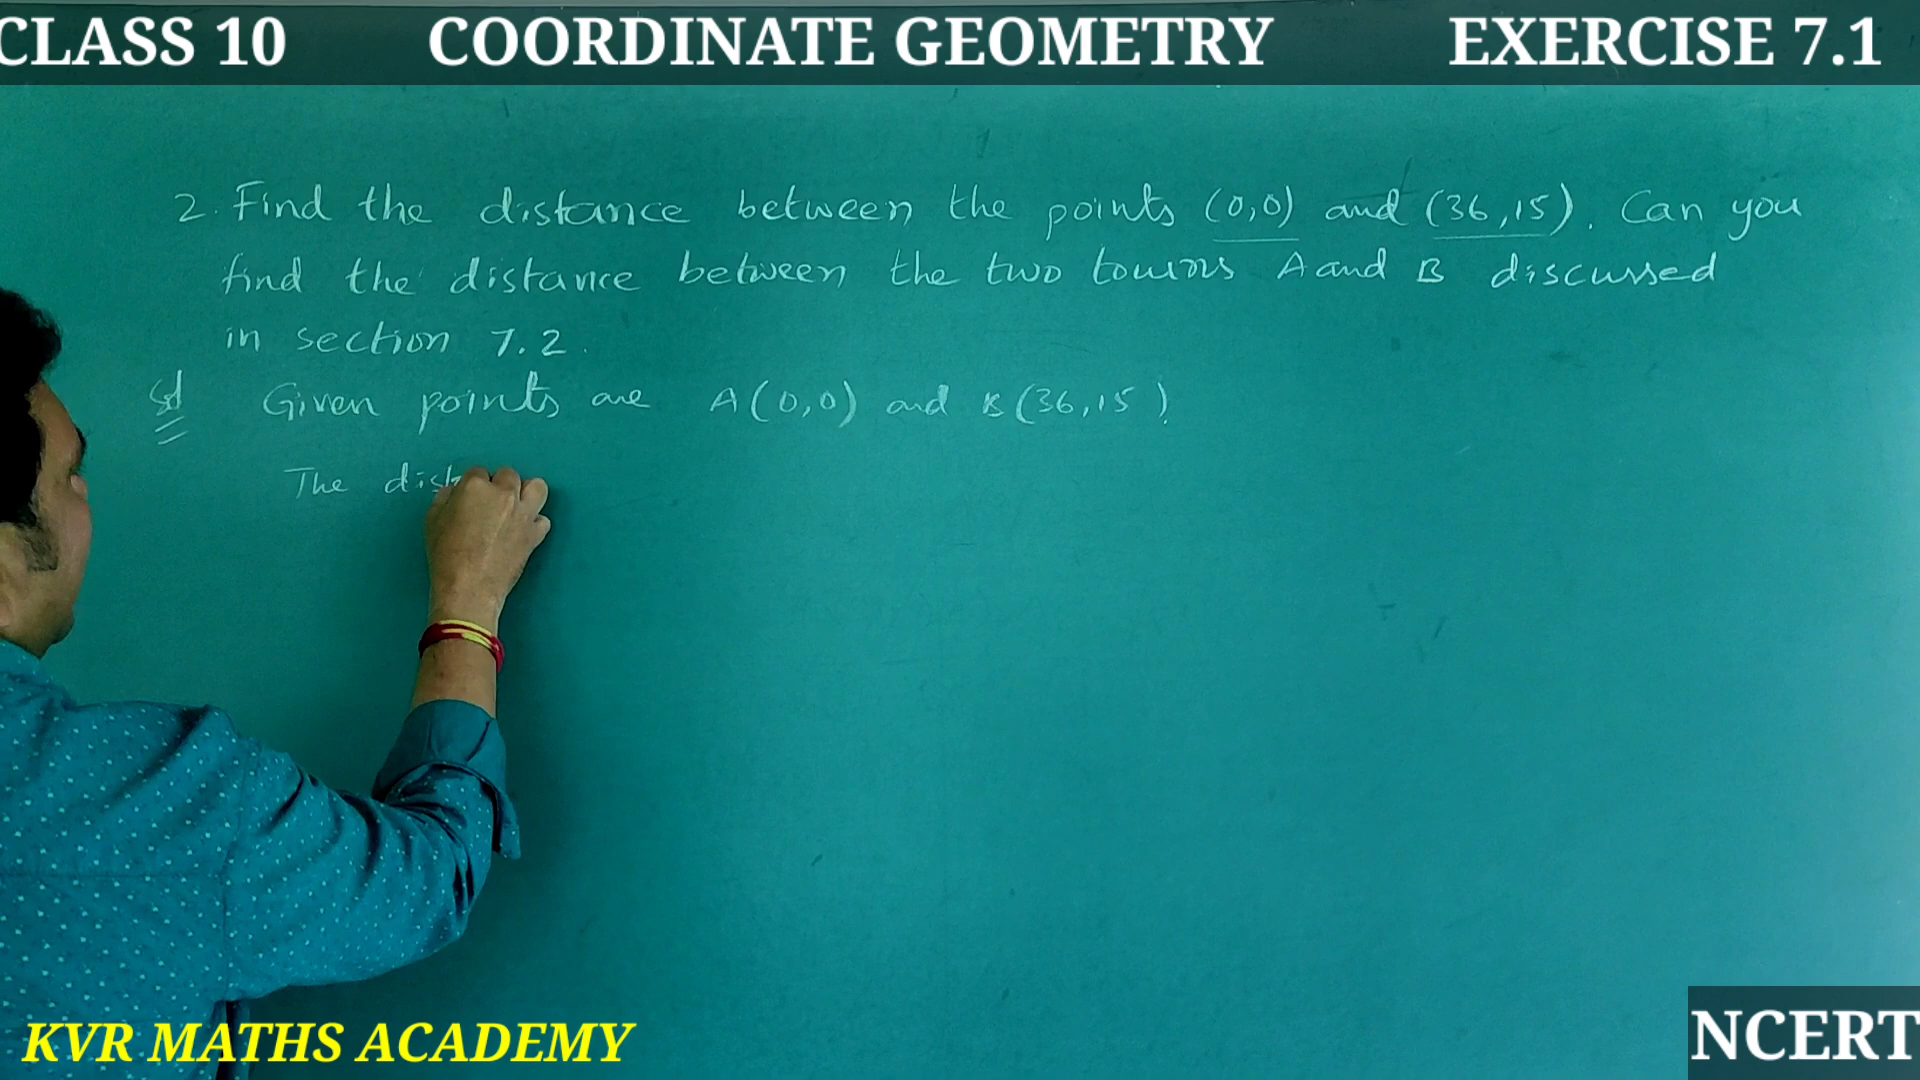 CLASS 10 COORDINATE GEOMETRY EXERCISE 7.1
2. Find the distance between the points (0,0) and (36,15). Can you
find the distance between the two towns A and B discussed
in section 7.2.
Sol Given points are A(0,0) and B(36,15)
The dist
KVR MATHS ACADEMY
NCERT